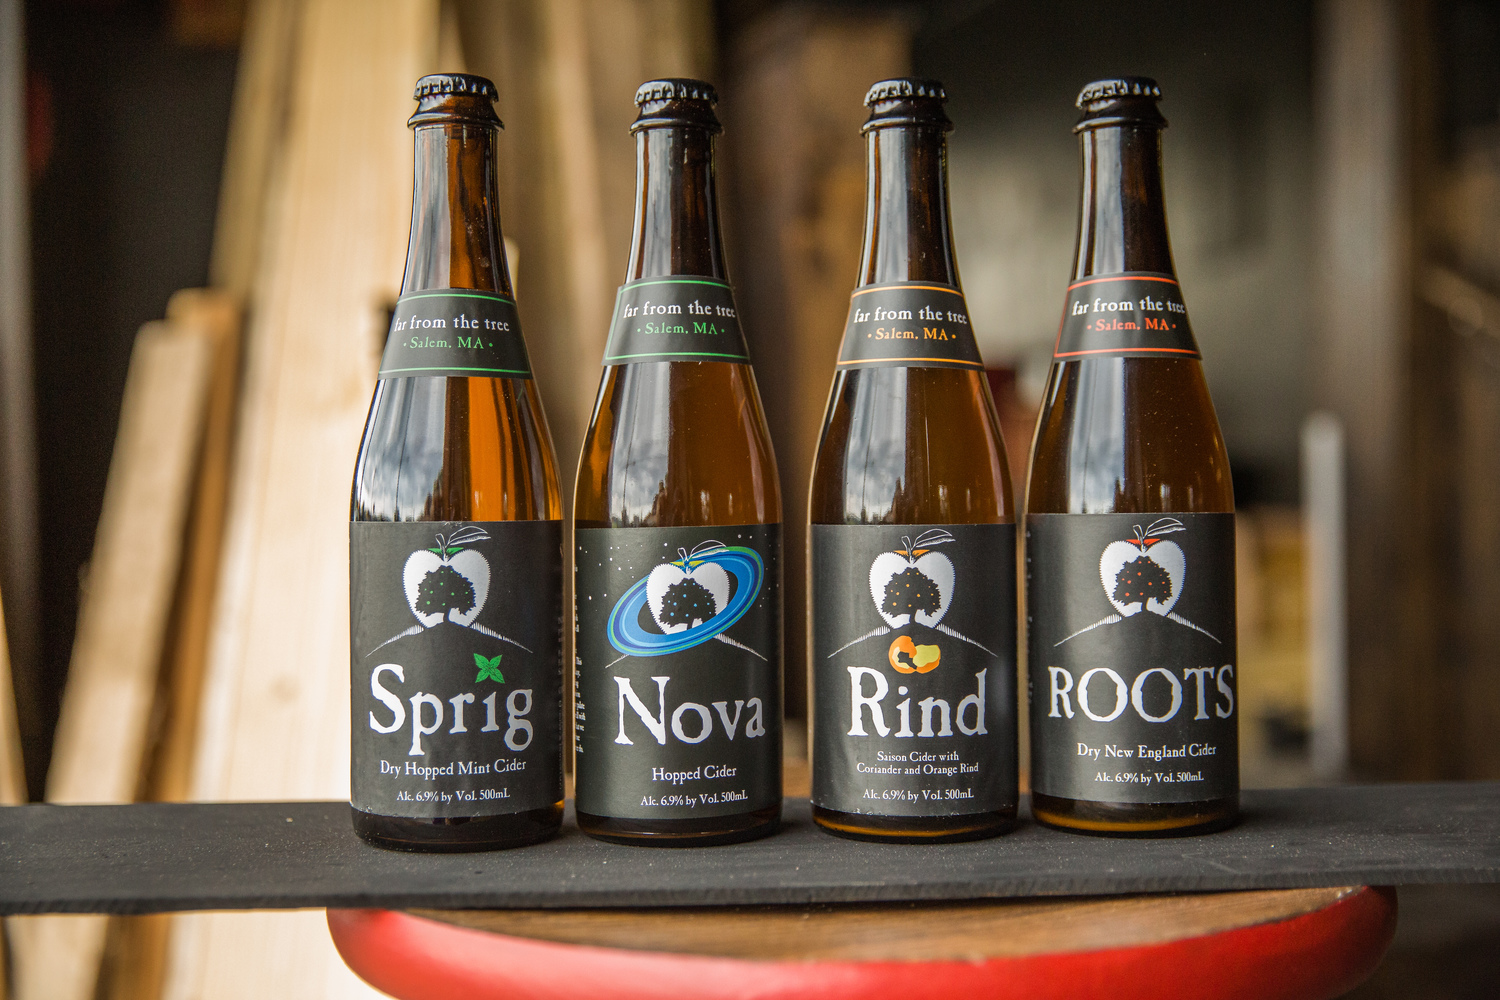 far from the tree
• Salem, MA •
Sprig
Dry Hopped Mint Cider
Alc. 6.9% by Vol. 500mL
far from the tree
• Salem, MA •
Nova
Hopped Cider
Alc. 6.9% by Vol. 500mL
far from the tree
• Salem, MA •
Rind
Saison Cider with
Coriander and Orange Rind
Alc. 6.9% by Vol. 500mL
far from the tree
• Salem, MA •
ROOTS
Dry New England Cider
Alc. 6.9% by Vol. 500mL